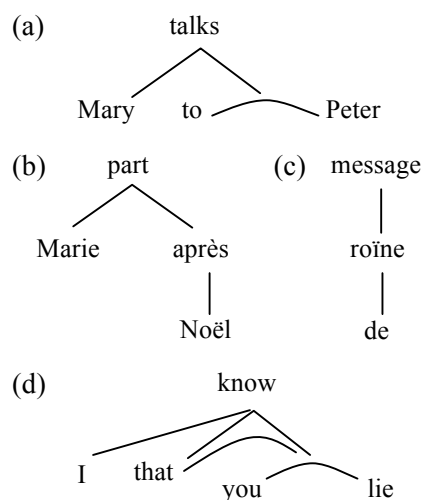 (a) talks
Mary to Peter
(b) part (c) message
Marie après roïne
Noël de
(d) know
I that you lie